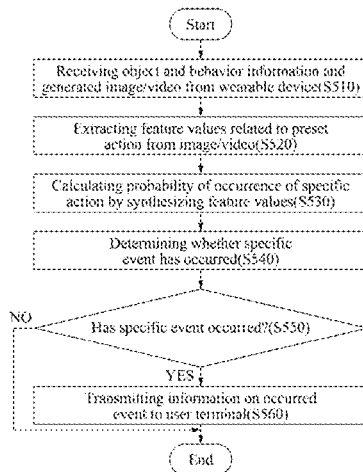 Start
Receiving object and behavior information and
generated image/video from wearable device(S510)
Extracting feature values related to preset
action from image/video(S520)
Calculating probability of occurrence of specific
action by synthesizing feature values(S530)
Determining whether specific
event has occurred(S540)
NO
Has specific event occurred?(S550)
YES
Transmitting information on occurred
event to user terminal(S560)
End